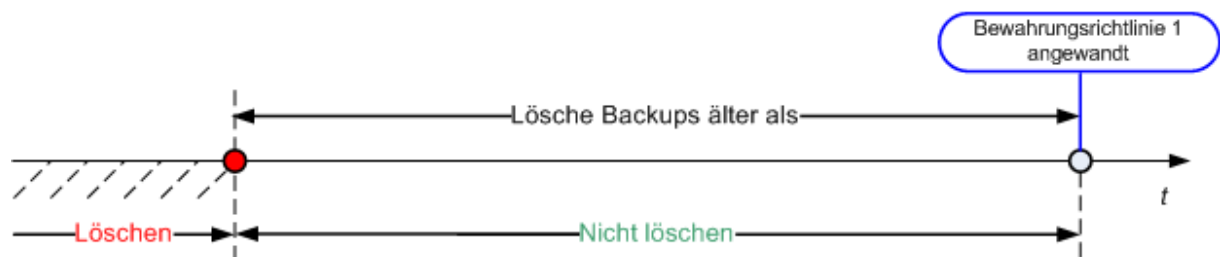 Bewahrungsrichtlinie 1
angewandt
Lösche Backups älter als
t
Löschen
Nicht löschen